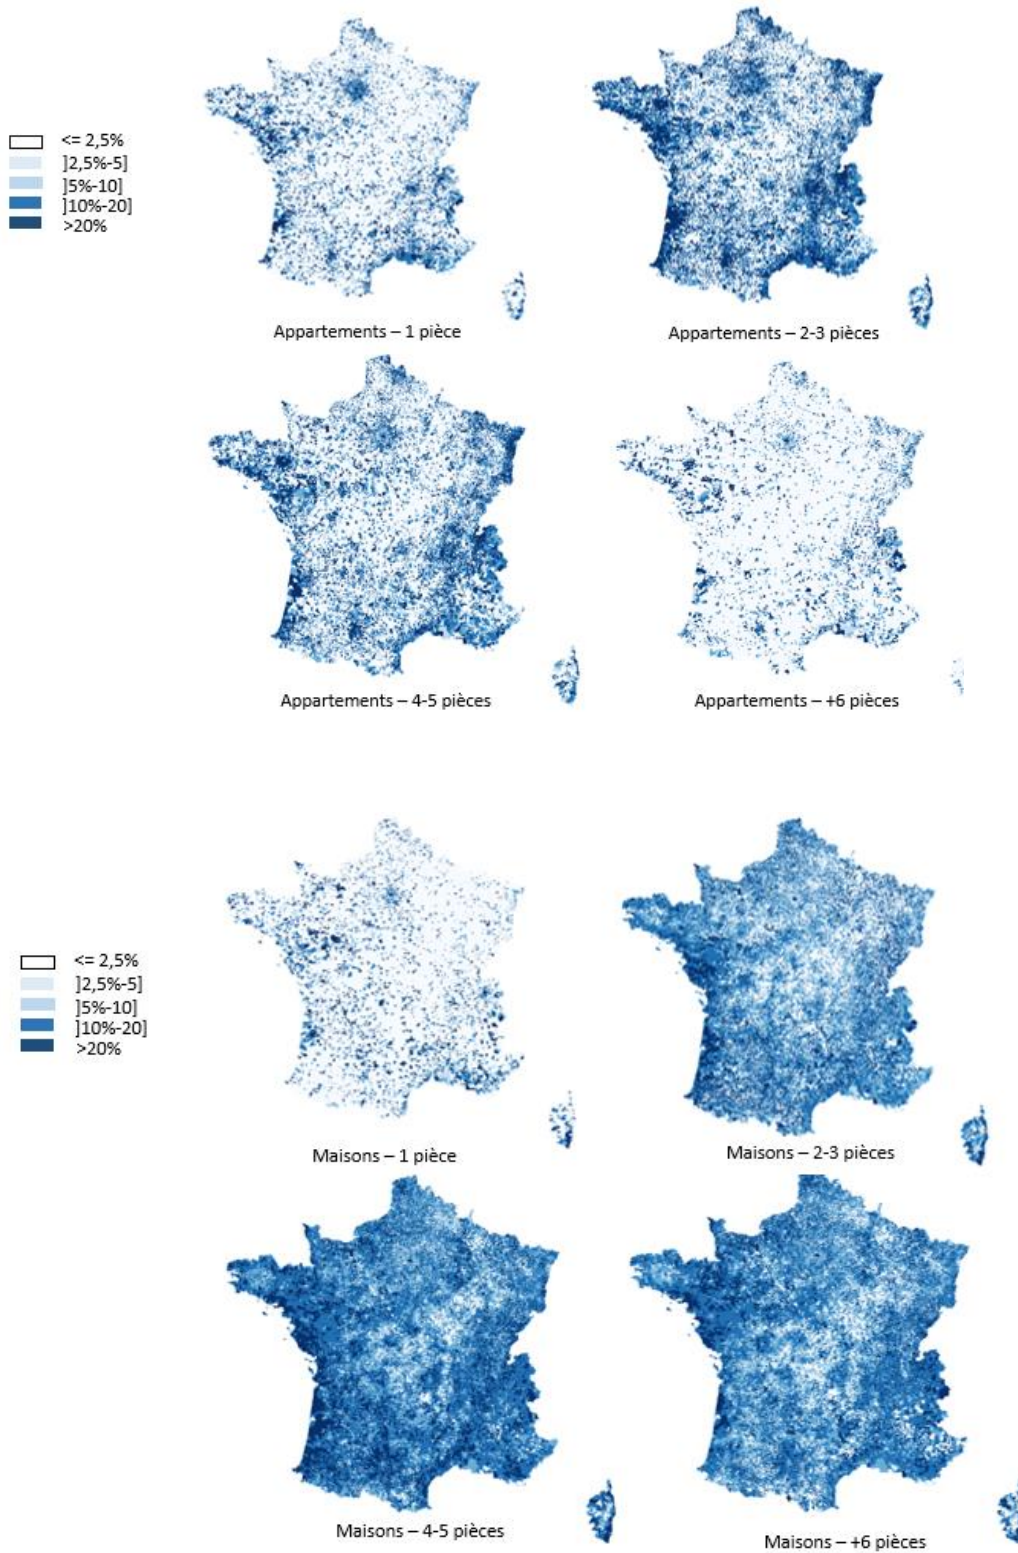 <= 2,5%
]2,5%-5]
]5%-10]
]10%-20]
>20%
Appartements – 1 pièce
Appartements – 2-3 pièces
Appartements – 4-5 pièces
Appartements – +6 pièces
<= 2,5%
]2,5%-5]
]5%-10]
]10%-20]
>20%
Maisons – 1 pièce
Maisons – 2-3 pièces
Maisons – 4-5 pièces
Maisons – +6 pièces